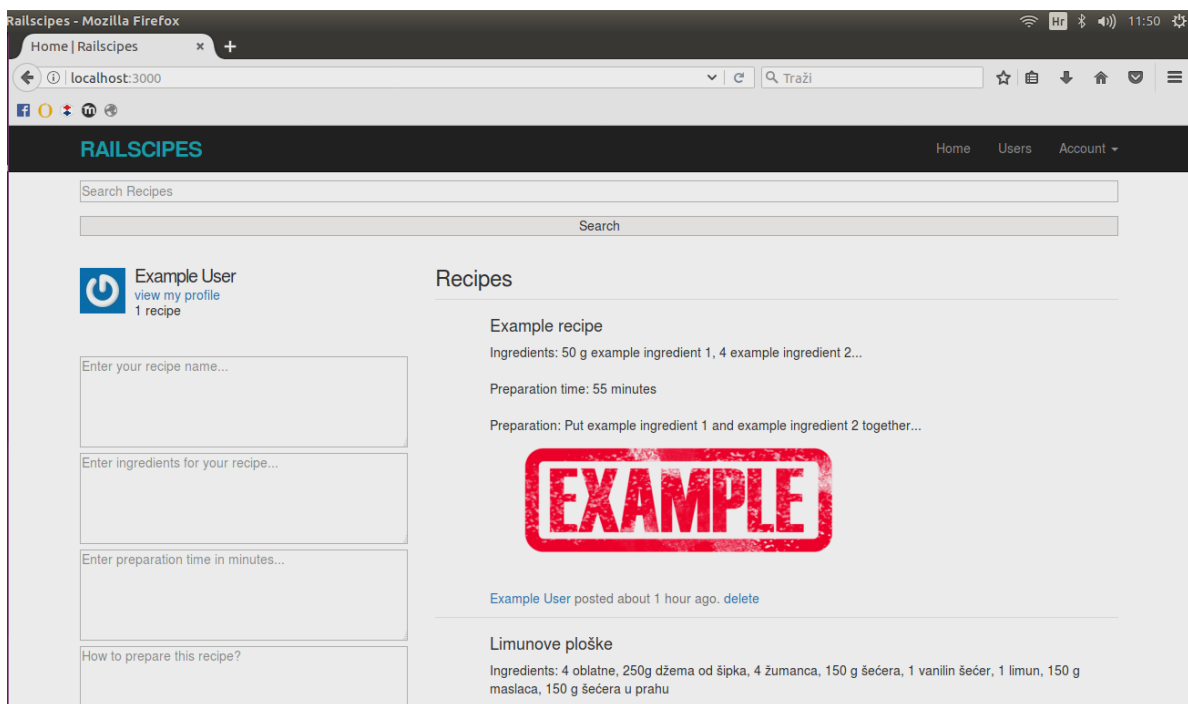 Railscipes - Mozilla Firefox
Hr
11:50
Home | Railscipes
localhost:3000
Traži
RAILSCIPES
Home
Users
Account
Search Recipes
Search
Example User
view my profile
1 recipe
Enter your recipe name...
Enter ingredients for your recipe...
Enter preparation time in minutes...
How to prepare this recipe?
Recipes
Example recipe
Ingredients: 50 g example ingredient 1, 4 example ingredient 2...
Preparation time: 55 minutes
Preparation: Put example ingredient 1 and example ingredient 2 together...
EXAMPLE
Example User posted about 1 hour ago. delete
Limunove ploške
Ingredients: 4 oblatne, 250g džema od šipka, 4 žumanca, 150 g šećera, 1 vanilin šećer, 1 limun, 150 g
maslaca, 150 g šećera u prahu